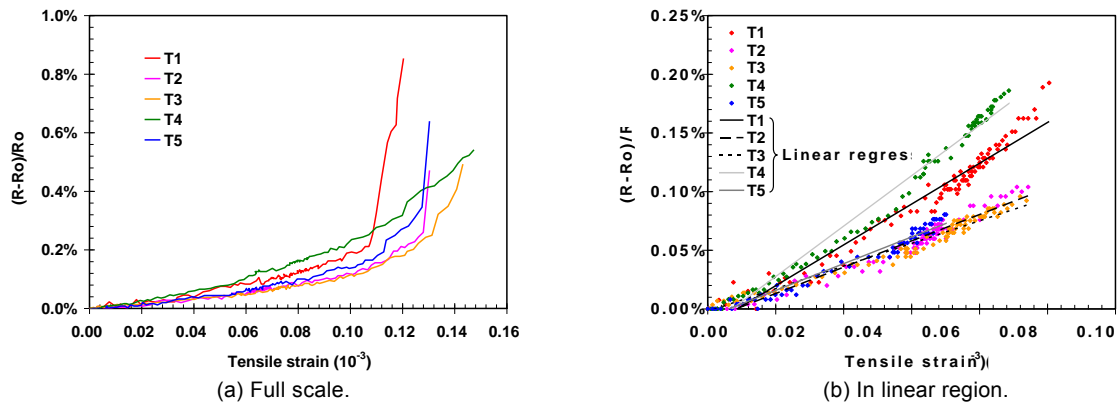 1.0%
0.8%
0.6%
0.4%
0.2%
0.0%
(R-Ro)/Ro
T1
T2
T3
T4
T5
0.00 0.02 0.04 0.06 0.08 0.10 0.12 0.14 0.16
Tensile strain (10-3)
(a) Full scale.
0.25%
0.20%
0.15%
0.10%
0.05%
0.00%
(R-Ro)/F
T1
T2
T3
T4
T5
T1
T2
T3
T4
T5
Linear regres
0.00 0.02 0.04 0.06 0.08 0.10
Tensile strain-3)(
(b) In linear region.